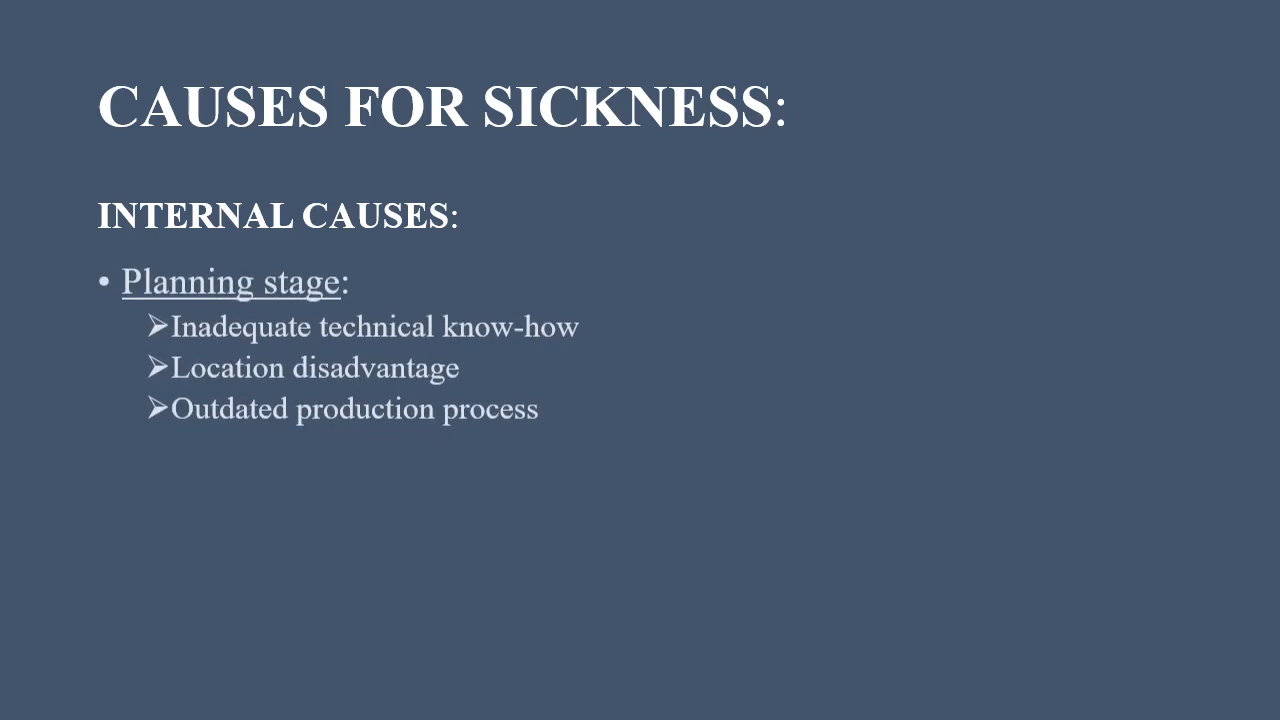 CAUSES FOR SICKNESS:
INTERNAL CAUSES:
• Planning stage:
➢Inadequate technical know-how
➢Location disadvantage
➢Outdated production process